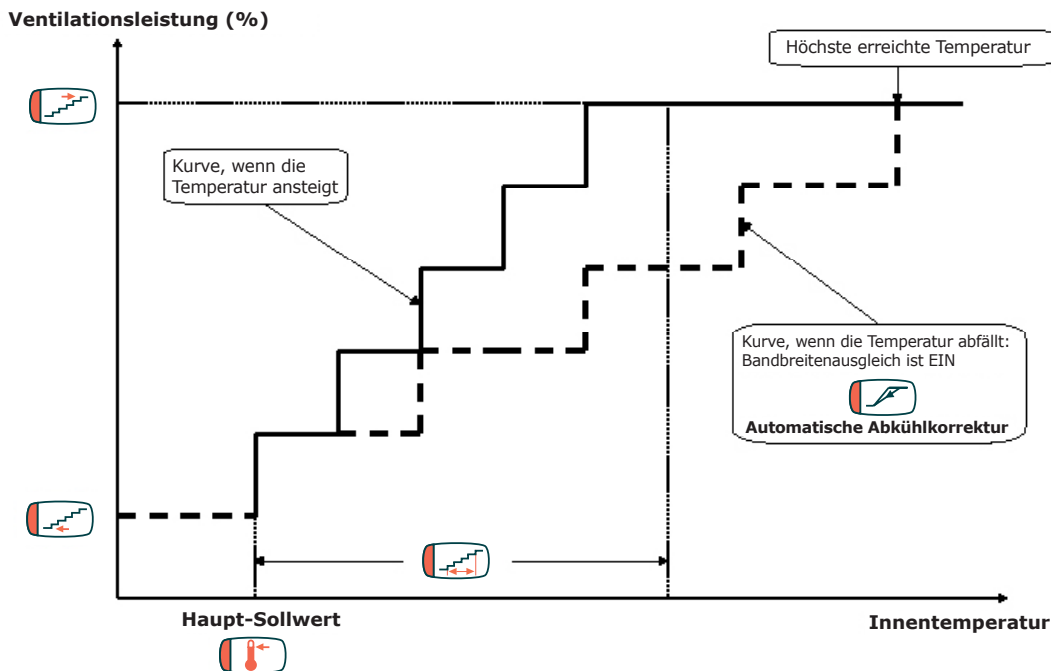 Ventilationsleistung (%)
Höchste erreichte Temperatur
Kurve, wenn die
Temperatur ansteigt
Kurve, wenn die Temperatur abfällt:
Bandbreitenausgleich ist EIN
Automatische Abkühlkorrektur
Haupt-Sollwert
Innentemperatur